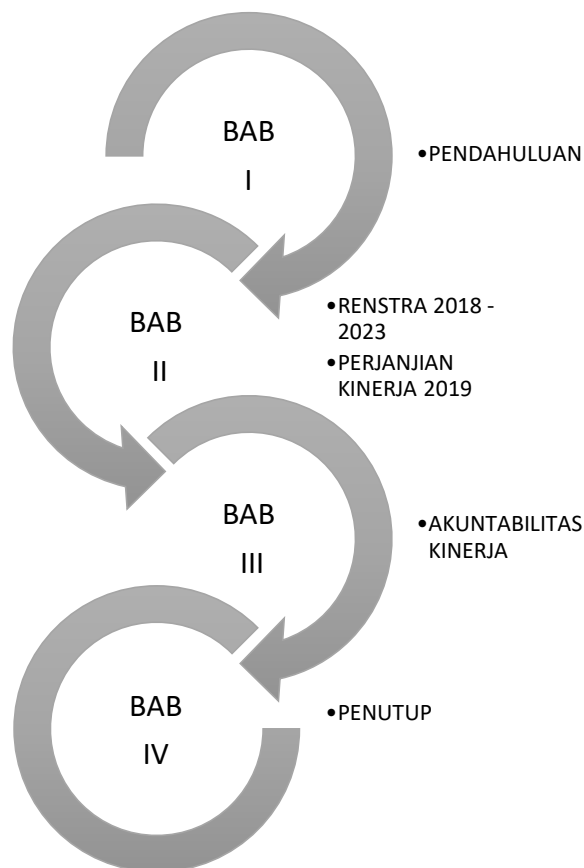 BAB
I
•PENDAHULUAN
BAB
II
•RENSTRA 2018 -
2023
•PERJANJIAN
KINERJA 2019
BAB
III
•AKUNTABILITAS
KINERJA
BAB
IV
•PENUTUP